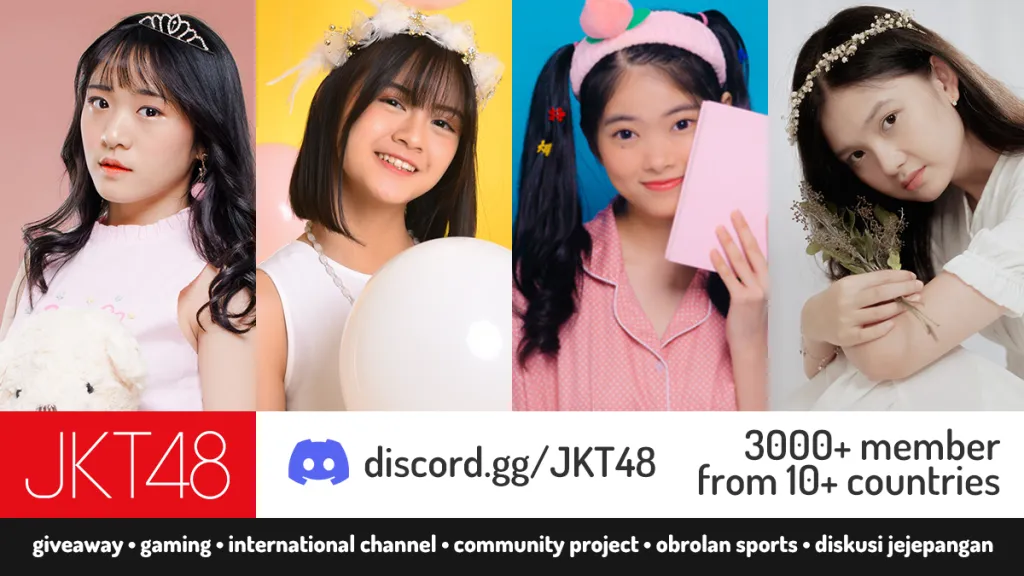 JKT48
discord.gg/JKT48
3000+ member
from 10+ countries
giveaway • gaming • international channel • community project • obrolan sports • diskusi jejepangan